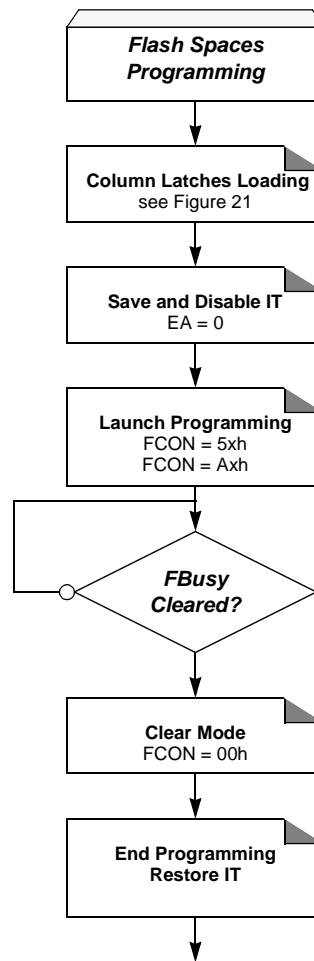 Flash Spaces
Programming
Column Latches Loading
see Figure 21
Save and Disable IT
EA = 0
Launch Programming
FCON = 5xh
FCON = Axh
FBusy
Cleared?
Clear Mode
FCON = 00h
End Programming
Restore IT